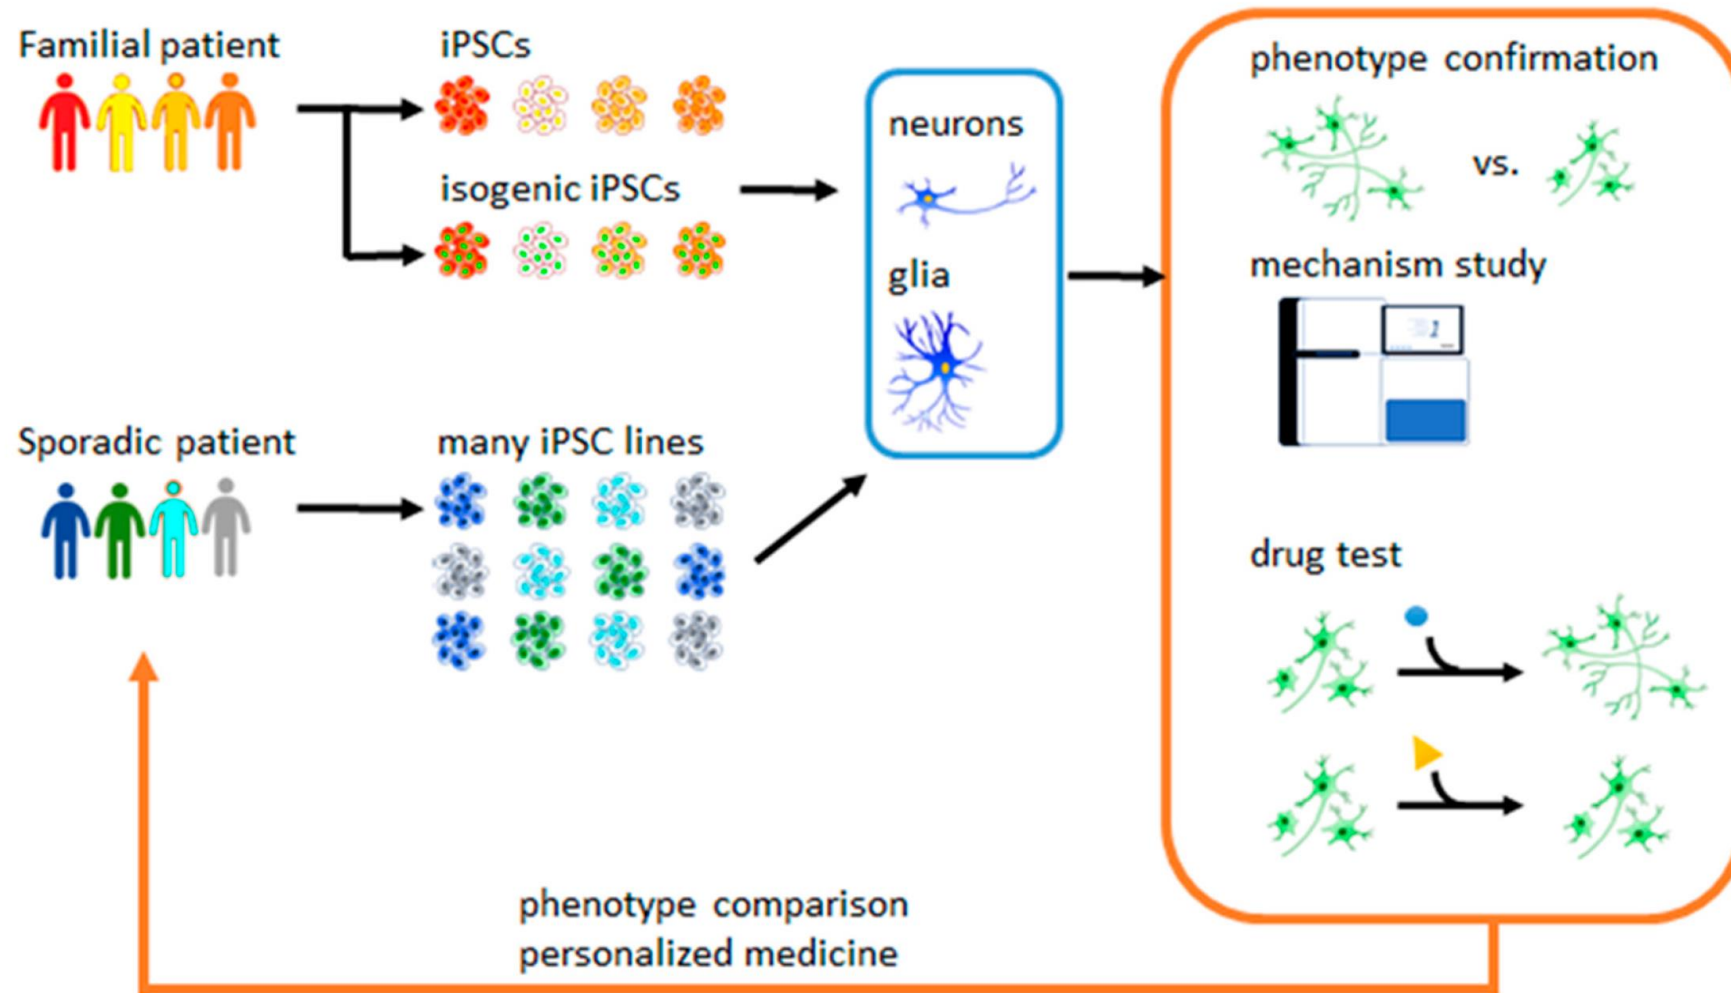 Familial patient
iPSCs
isogenic iPSCs
neurons
glia
phenotype confirmation
vs.
mechanism study
Sporadic patient
many iPSC lines
drug test
phenotype comparison
personalized medicine